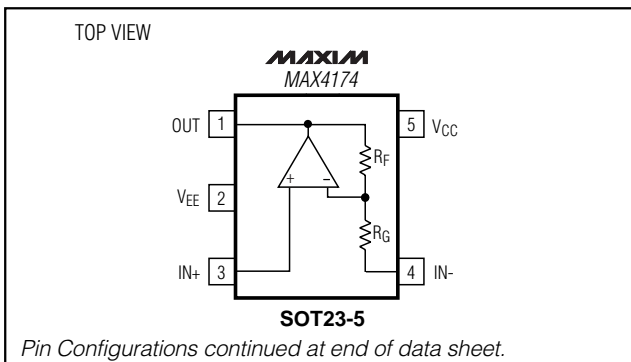 TOP VIEW
MAXIM
MAX4174
OUT 1
5 VCC
RF
+ −
VEE 2
RG
IN+ 3
4 IN-
SOT23-5
Pin Configurations continued at end of data sheet.